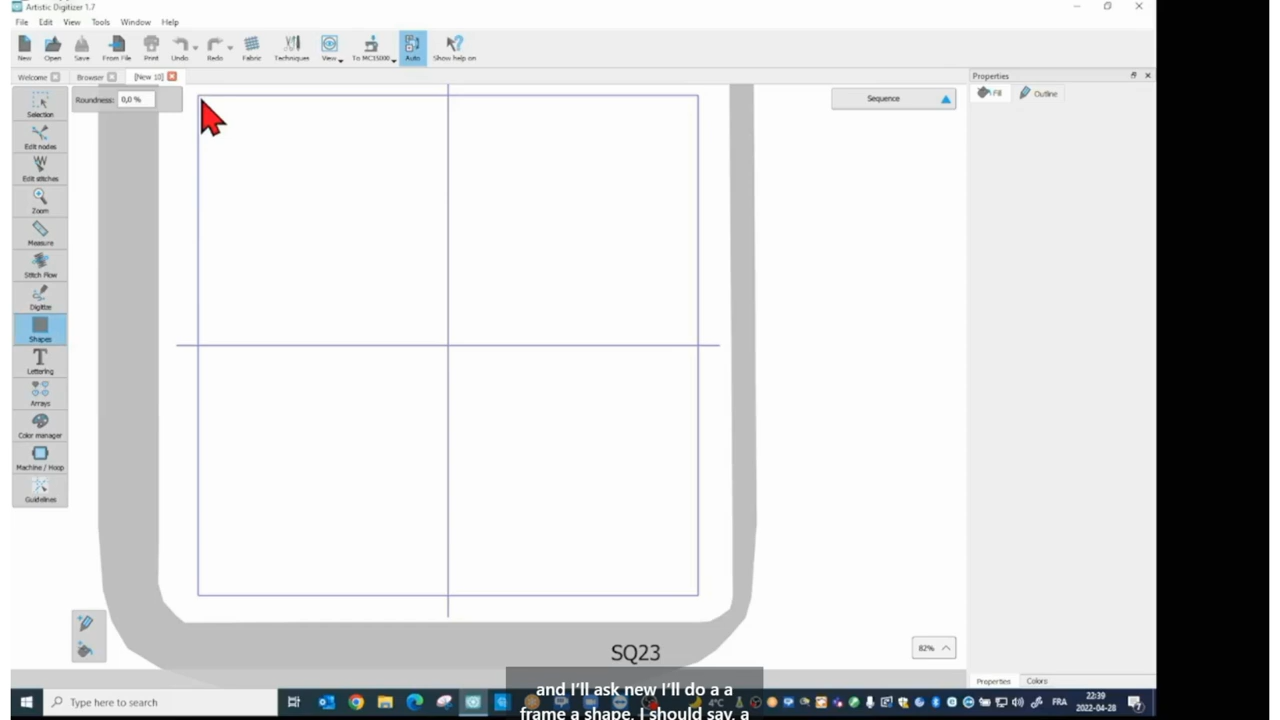 Artistic Digitizer 1.7
File Edit View Tools Window Help
New Open Save From File Print Undo Redo Fabric Techniques View To MC15000 Auto Show help on
Welcome Browser [New 10] Properties
Selection Roundness: 0,0 % Sequence Fill Outline
Edit nodes
Edit stitches
Zoom
Measure
Stitch Flow
Digitize
Shapes
Lettering
Arrays
Color manager
Machine / Hoop
Guidelines
SQ23 82%
Properties Colors
and I'll ask new I'll do a a
frame a shape, I should say, a
Type here to search 4°C FRA 22:39
2022-04-28